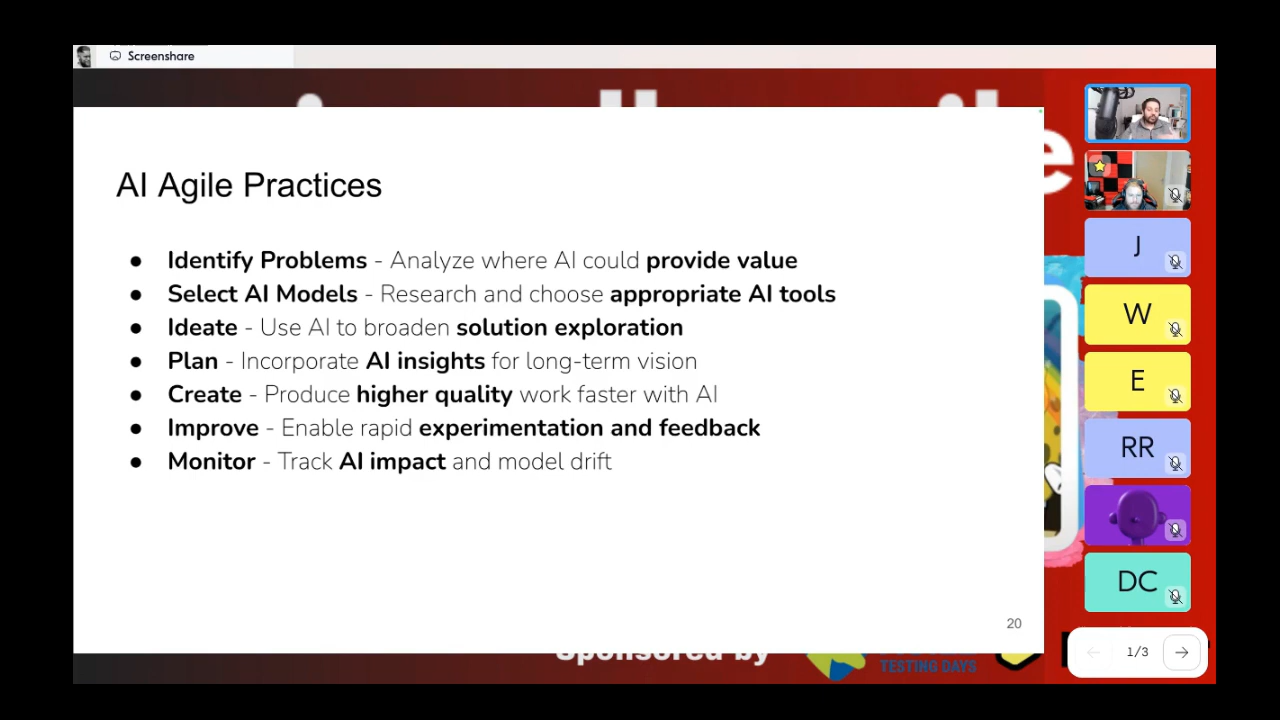 Screenshare
AI Agile Practices
● Identify Problems - Analyze where AI could provide value
● Select AI Models - Research and choose appropriate AI tools
● Ideate - Use AI to broaden solution exploration
● Plan - Incorporate AI insights for long-term vision
● Create - Produce higher quality work faster with AI
● Improve - Enable rapid experimentation and feedback
● Monitor - Track AI impact and model drift
20
J
W
E
RR
DC
1/3
Sponsored by
TESTING DAYS